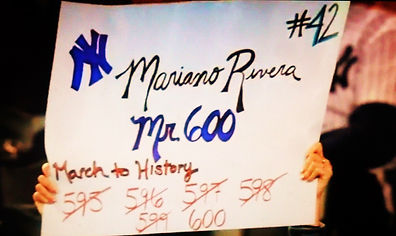 #42
NY
Mariano Rivera
Mr. 600
March to History
595 596 597 598
599 600